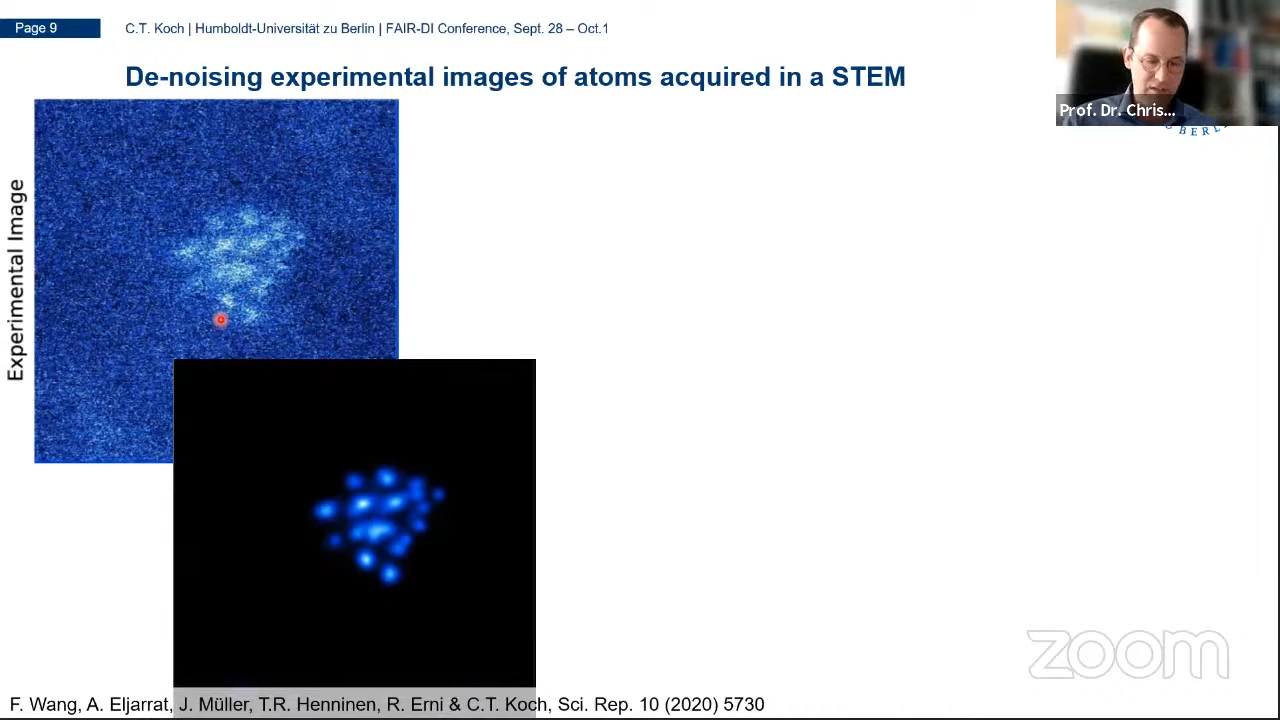 Page 9
C.T. Koch | Humboldt-Universität zu Berlin | FAIR-DI Conference, Sept. 28 – Oct.1
De-noising experimental images of atoms acquired in a STEM
Prof. Dr. Chris...
BERL
Experimental Image
zoom
F. Wang, A. Eljarrat, J. Müller, T.R. Henninen, R. Erni & C.T. Koch, Sci. Rep. 10 (2020) 5730